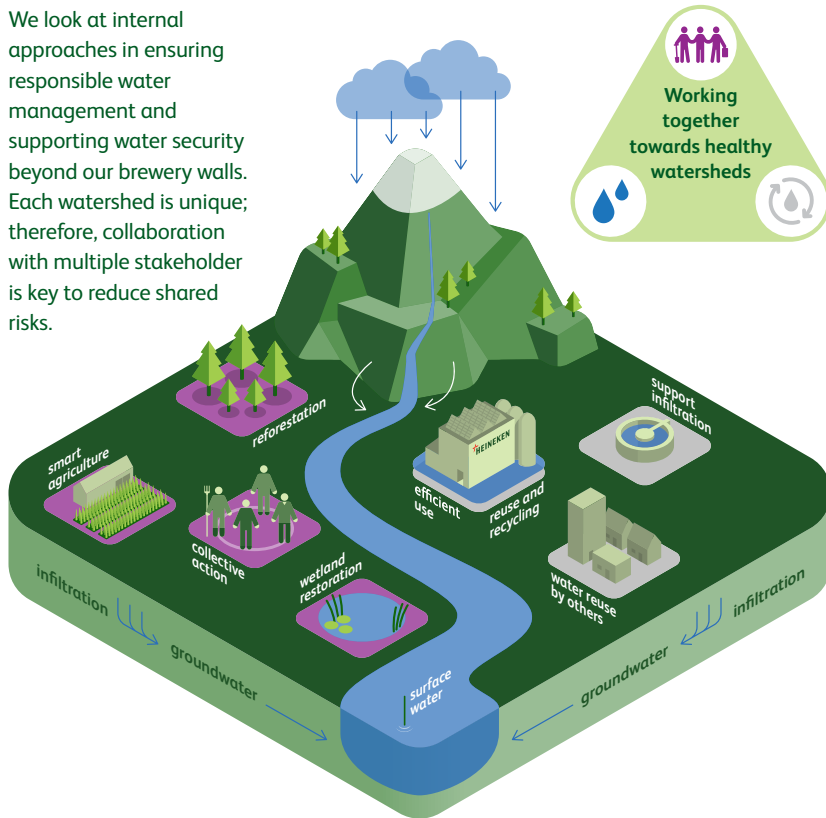 We look at internal
approaches in ensuring
responsible water
management and
supporting water security
beyond our brewery walls.
Each watershed is unique;
therefore, collaboration
with multiple stakeholder
is key to reduce shared
risks.
Working
together
towards healthy
watersheds
reforestation
support
infiltration
smart
agriculture
HEINEKEN
efficient
use
reuse and
recycling
collective
action
wetland
restoration
water reuse
by others
infiltration
groundwater
surface
water
groundwater
infiltration